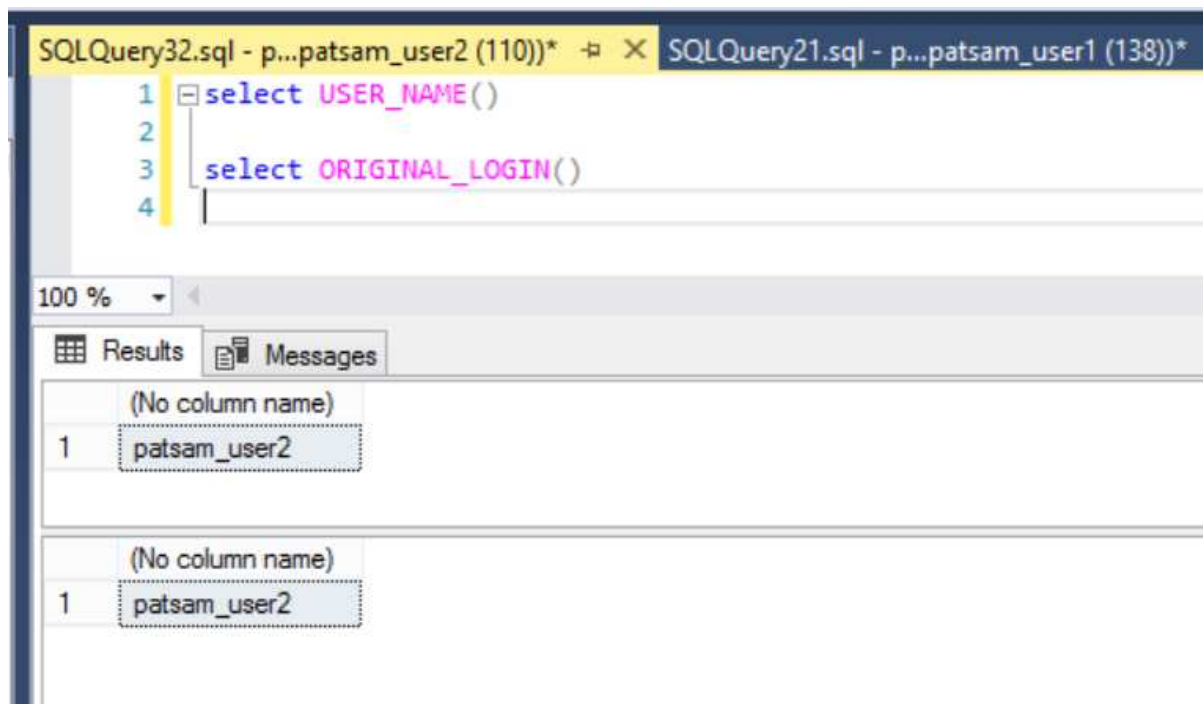 SQLQuery32.sql - p...patsam_user2 (110))* SQLQuery21.sql - p...patsam_user1 (138))*
1 select USER_NAME()
2
3 select ORIGINAL_LOGIN()
4
100 %
Results Messages
(No column name)
1 patsam_user2
(No column name)
1 patsam_user2